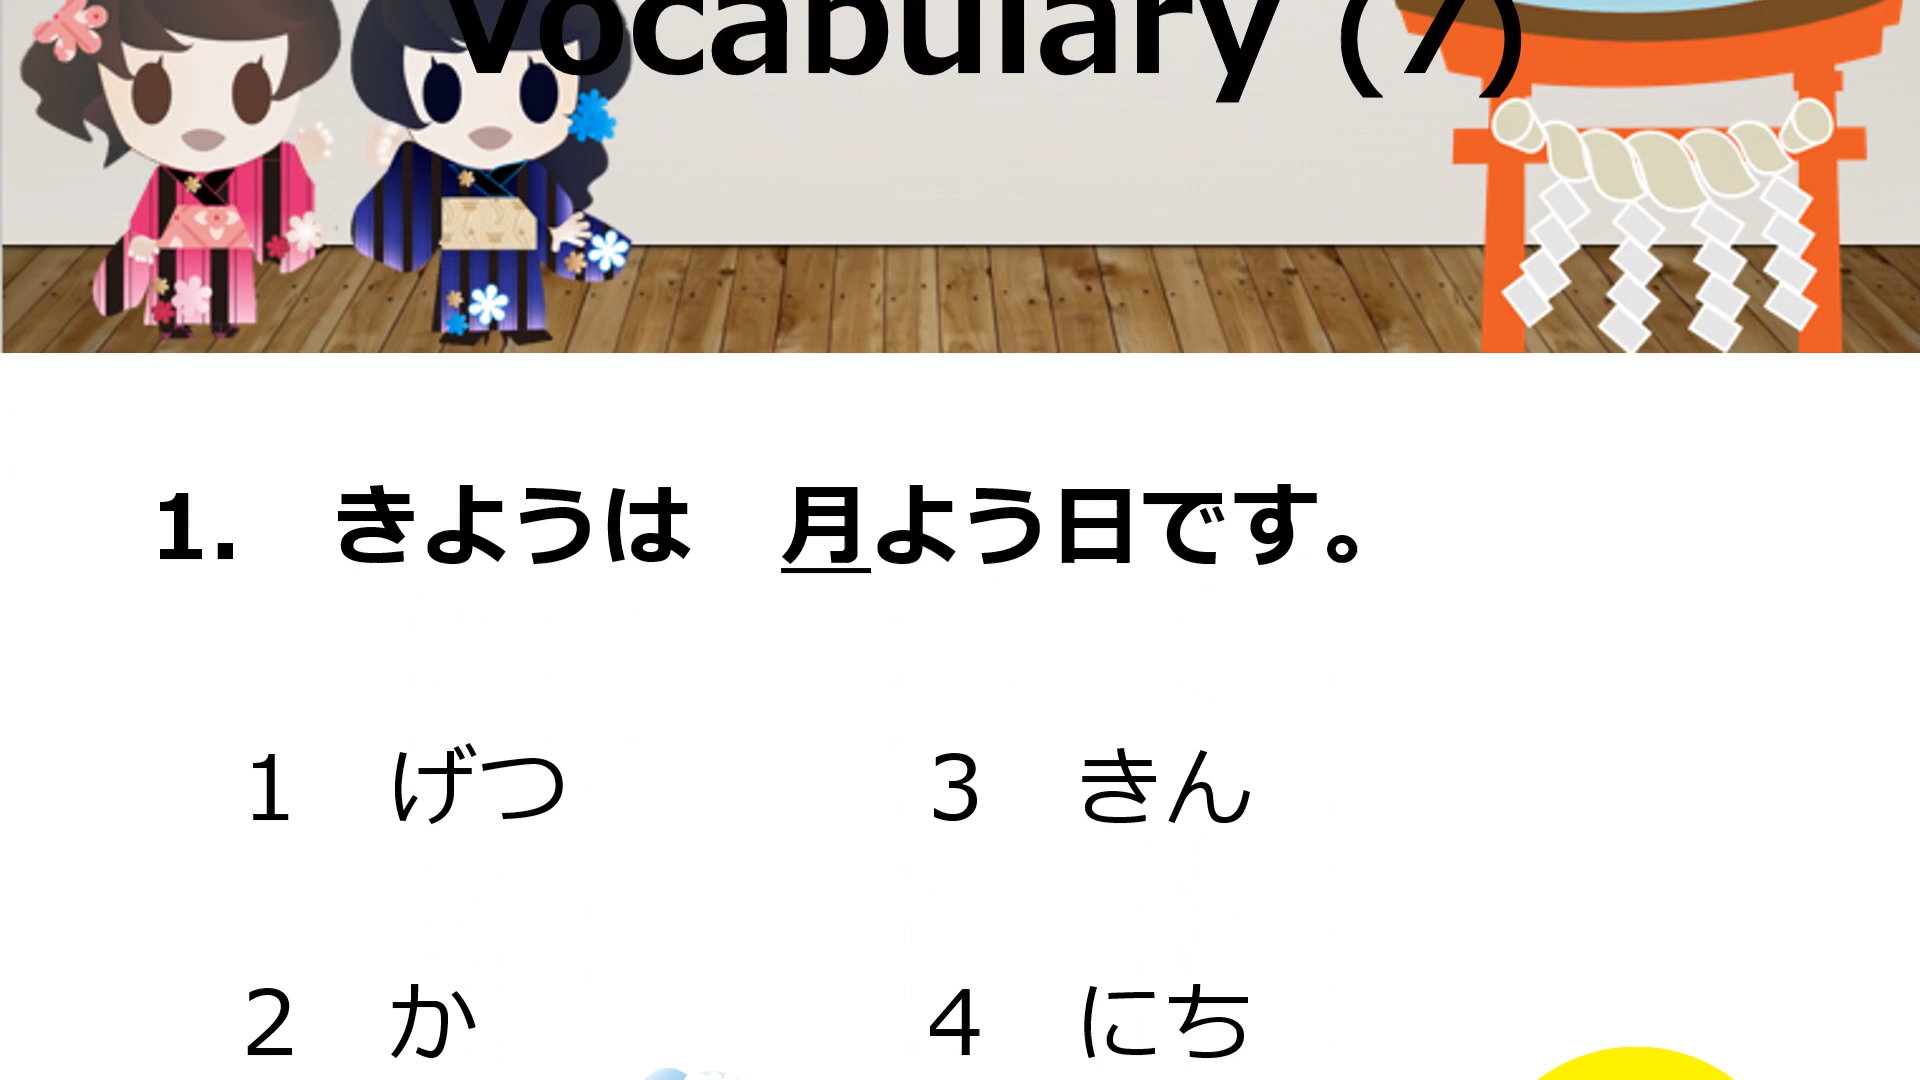 Vocabulary (7)
1.　きようは　月よう日です。
1　げつ　　　　3　きん
2　か　　　　　4　にち